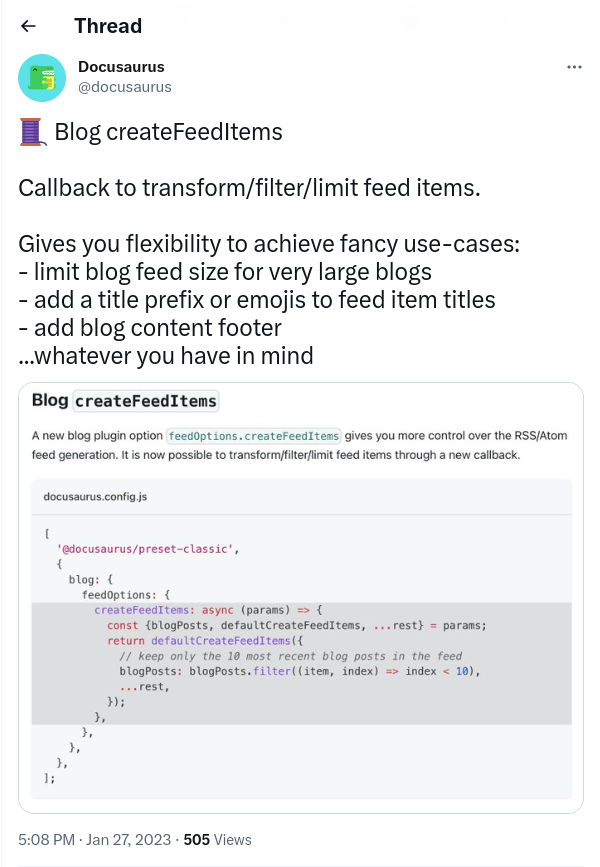 Thread
Docusaurus
@docusaurus
Blog createFeedItems
Callback to transform/filter/limit feed items.
Gives you flexibility to achieve fancy use-cases:
- limit blog feed size for very large blogs
- add a title prefix or emojis to feed item titles
- add blog content footer
...whatever you have in mind
Blog createFeedItems
A new blog plugin option feedOptions.createFeedItems gives you more control over the RSS/Atom
feed generation. It is now possible to transform/filter/limit feed items through a new callback.
docusaurus.config.js
[
'@docusaurus/preset-classic',
{
blog: {
feedOptions: {
createFeedItems: async (params) => {
const {blogPosts, defaultCreateFeedItems, ...rest} = params;
return defaultCreateFeedItems({
// keep only the 10 most recent blog posts in the feed
blogPosts: blogPosts.filter((item, index) => index < 10),
...rest,
});
},
},
},
},
];
5:08 PM · Jan 27, 2023 · 505 Views